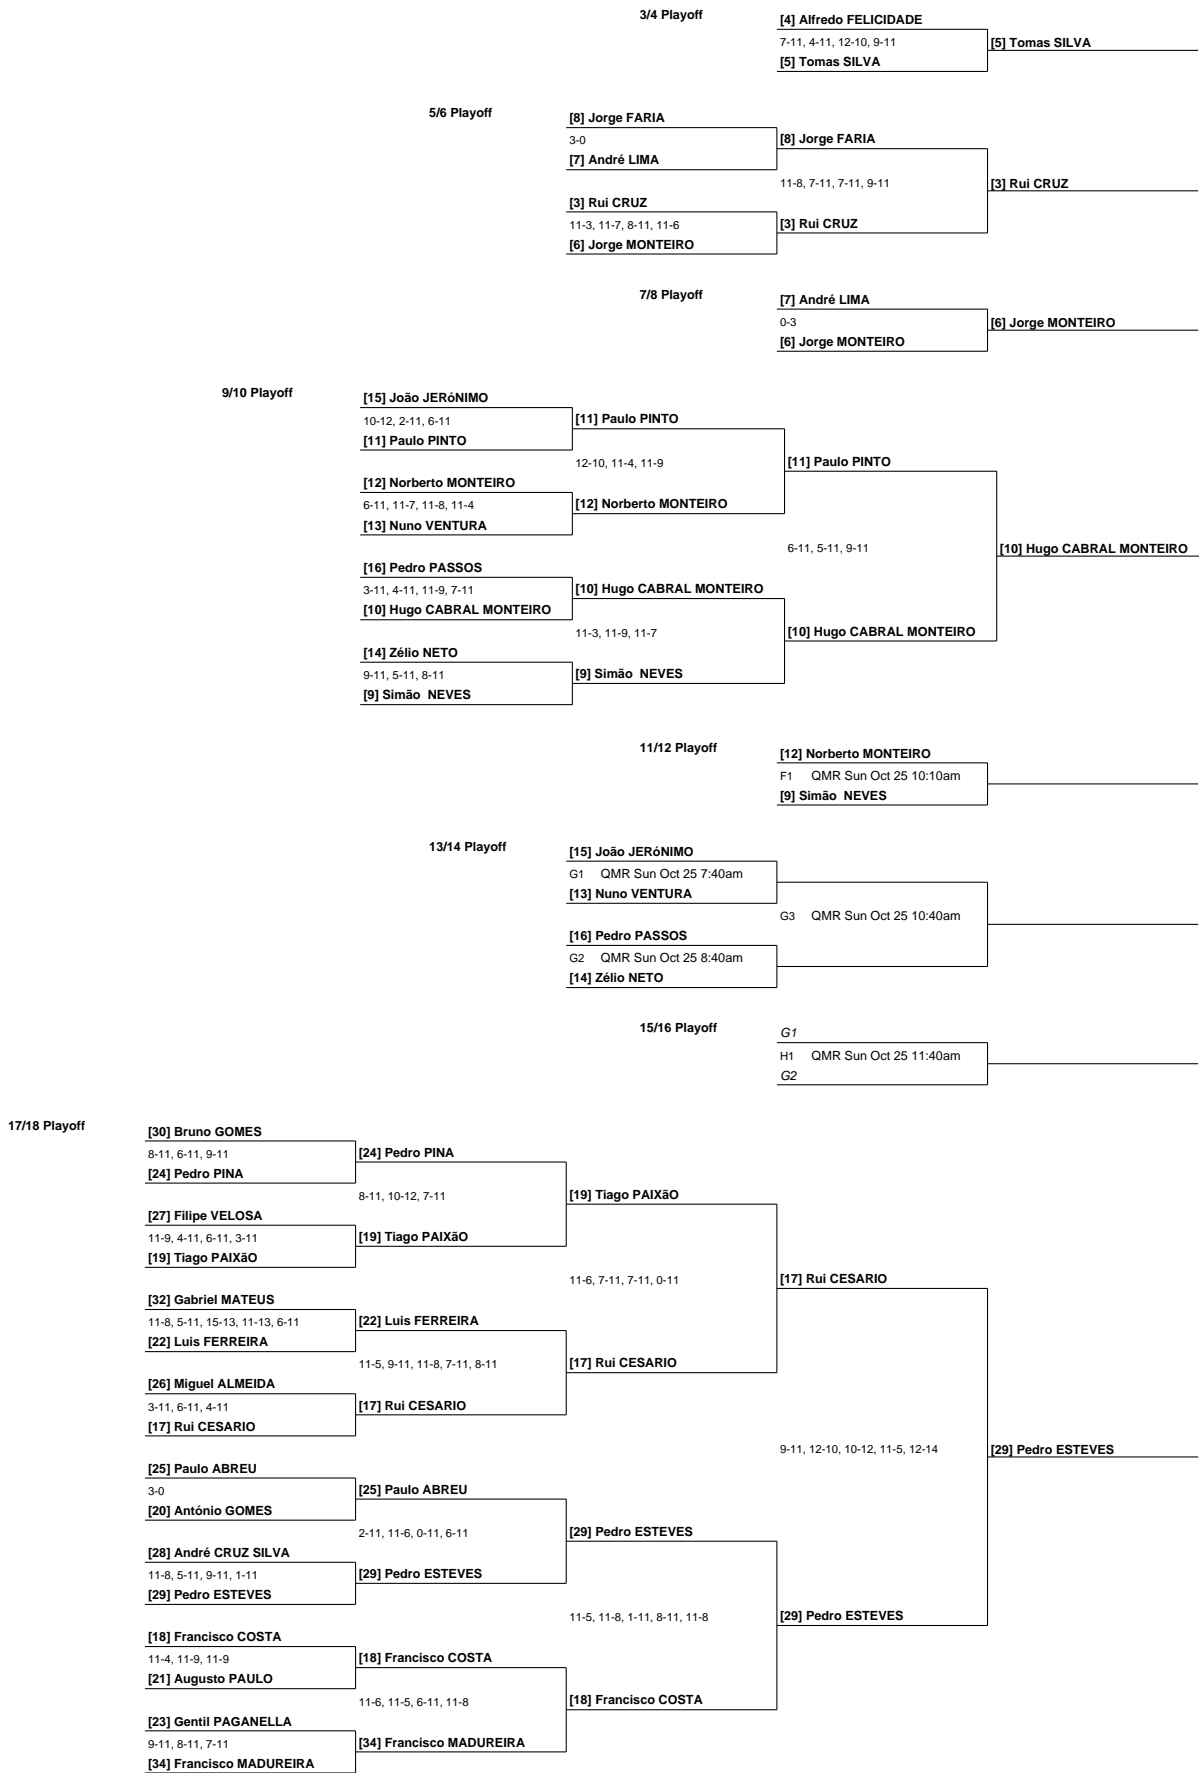 3/4 Playoff
[4] Alfredo FELICIDADE
7-11, 4-11, 12-10, 9-11
[5] Tomas SILVA
[5] Tomas SILVA
5/6 Playoff
[8] Jorge FARIA
3-0
[8] Jorge FARIA
[7] André LIMA
11-8, 7-11, 7-11, 9-11
[3] Rui CRUZ
[3] Rui CRUZ
11-3, 11-7, 8-11, 11-6
[3] Rui CRUZ
[6] Jorge MONTEIRO
7/8 Playoff
[7] André LIMA
0-3
[6] Jorge MONTEIRO
[6] Jorge MONTEIRO
9/10 Playoff
[15] João JERóNIMO
10-12, 2-11, 6-11
[11] Paulo PINTO
[11] Paulo PINTO
12-10, 11-4, 11-9
[11] Paulo PINTO
[12] Norberto MONTEIRO
6-11, 11-7, 11-8, 11-4
[12] Norberto MONTEIRO
[13] Nuno VENTURA
6-11, 5-11, 9-11
[10] Hugo CABRAL MONTEIRO
[16] Pedro PASSOS
3-11, 4-11, 11-9, 7-11
[10] Hugo CABRAL MONTEIRO
[10] Hugo CABRAL MONTEIRO
11-3, 11-9, 11-7
[10] Hugo CABRAL MONTEIRO
[14] Zélio NETO
9-11, 5-11, 8-11
[9] Simão  NEVES
[9] Simão  NEVES
11/12 Playoff
[12] Norberto MONTEIRO
F1 QMR Sun Oct 25 10:10am
[9] Simão  NEVES
13/14 Playoff
[15] João JERóNIMO
G1 QMR Sun Oct 25 7:40am
[13] Nuno VENTURA
G3 QMR Sun Oct 25 10:40am
[16] Pedro PASSOS
G2 QMR Sun Oct 25 8:40am
[14] Zélio NETO
15/16 Playoff
G1
H1 QMR Sun Oct 25 11:40am
G2
17/18 Playoff
[30] Bruno GOMES
8-11, 6-11, 9-11
[24] Pedro PINA
[24] Pedro PINA
8-11, 10-12, 7-11
[19] Tiago PAIXãO
[27] Filipe VELOSA
11-9, 4-11, 6-11, 3-11
[19] Tiago PAIXãO
[19] Tiago PAIXãO
11-6, 7-11, 7-11, 0-11
[17] Rui CESARIO
[32] Gabriel MATEUS
11-8, 5-11, 15-13, 11-13, 6-11
[22] Luis FERREIRA
[22] Luis FERREIRA
11-5, 9-11, 11-8, 7-11, 8-11
[17] Rui CESARIO
[26] Miguel ALMEIDA
3-11, 6-11, 4-11
[17] Rui CESARIO
[17] Rui CESARIO
9-11, 12-10, 10-12, 11-5, 12-14
[29] Pedro ESTEVES
[25] Paulo ABREU
3-0
[25] Paulo ABREU
[20] António GOMES
2-11, 11-6, 0-11, 6-11
[29] Pedro ESTEVES
[28] André CRUZ SILVA
11-8, 5-11, 9-11, 1-11
[29] Pedro ESTEVES
[29] Pedro ESTEVES
11-5, 11-8, 1-11, 8-11, 11-8
[29] Pedro ESTEVES
[18] Francisco COSTA
11-4, 11-9, 11-9
[18] Francisco COSTA
[21] Augusto PAULO
11-6, 11-5, 6-11, 11-8
[18] Francisco COSTA
[23] Gentil PAGANELLA
9-11, 8-11, 7-11
[34] Francisco MADUREIRA
[34] Francisco MADUREIRA